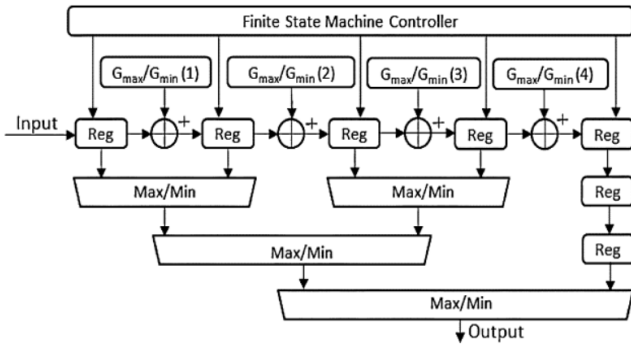 Finite State Machine Controller
Gmax/Gmin(1)
Gmax/Gmin(2)
Gmax/Gmin(3)
Gmax/Gmin(4)
Input
Reg
+
Reg
+
Reg
+
Reg
+
Reg
Max/Min
Max/Min
Reg
Max/Min
Reg
Max/Min
Output